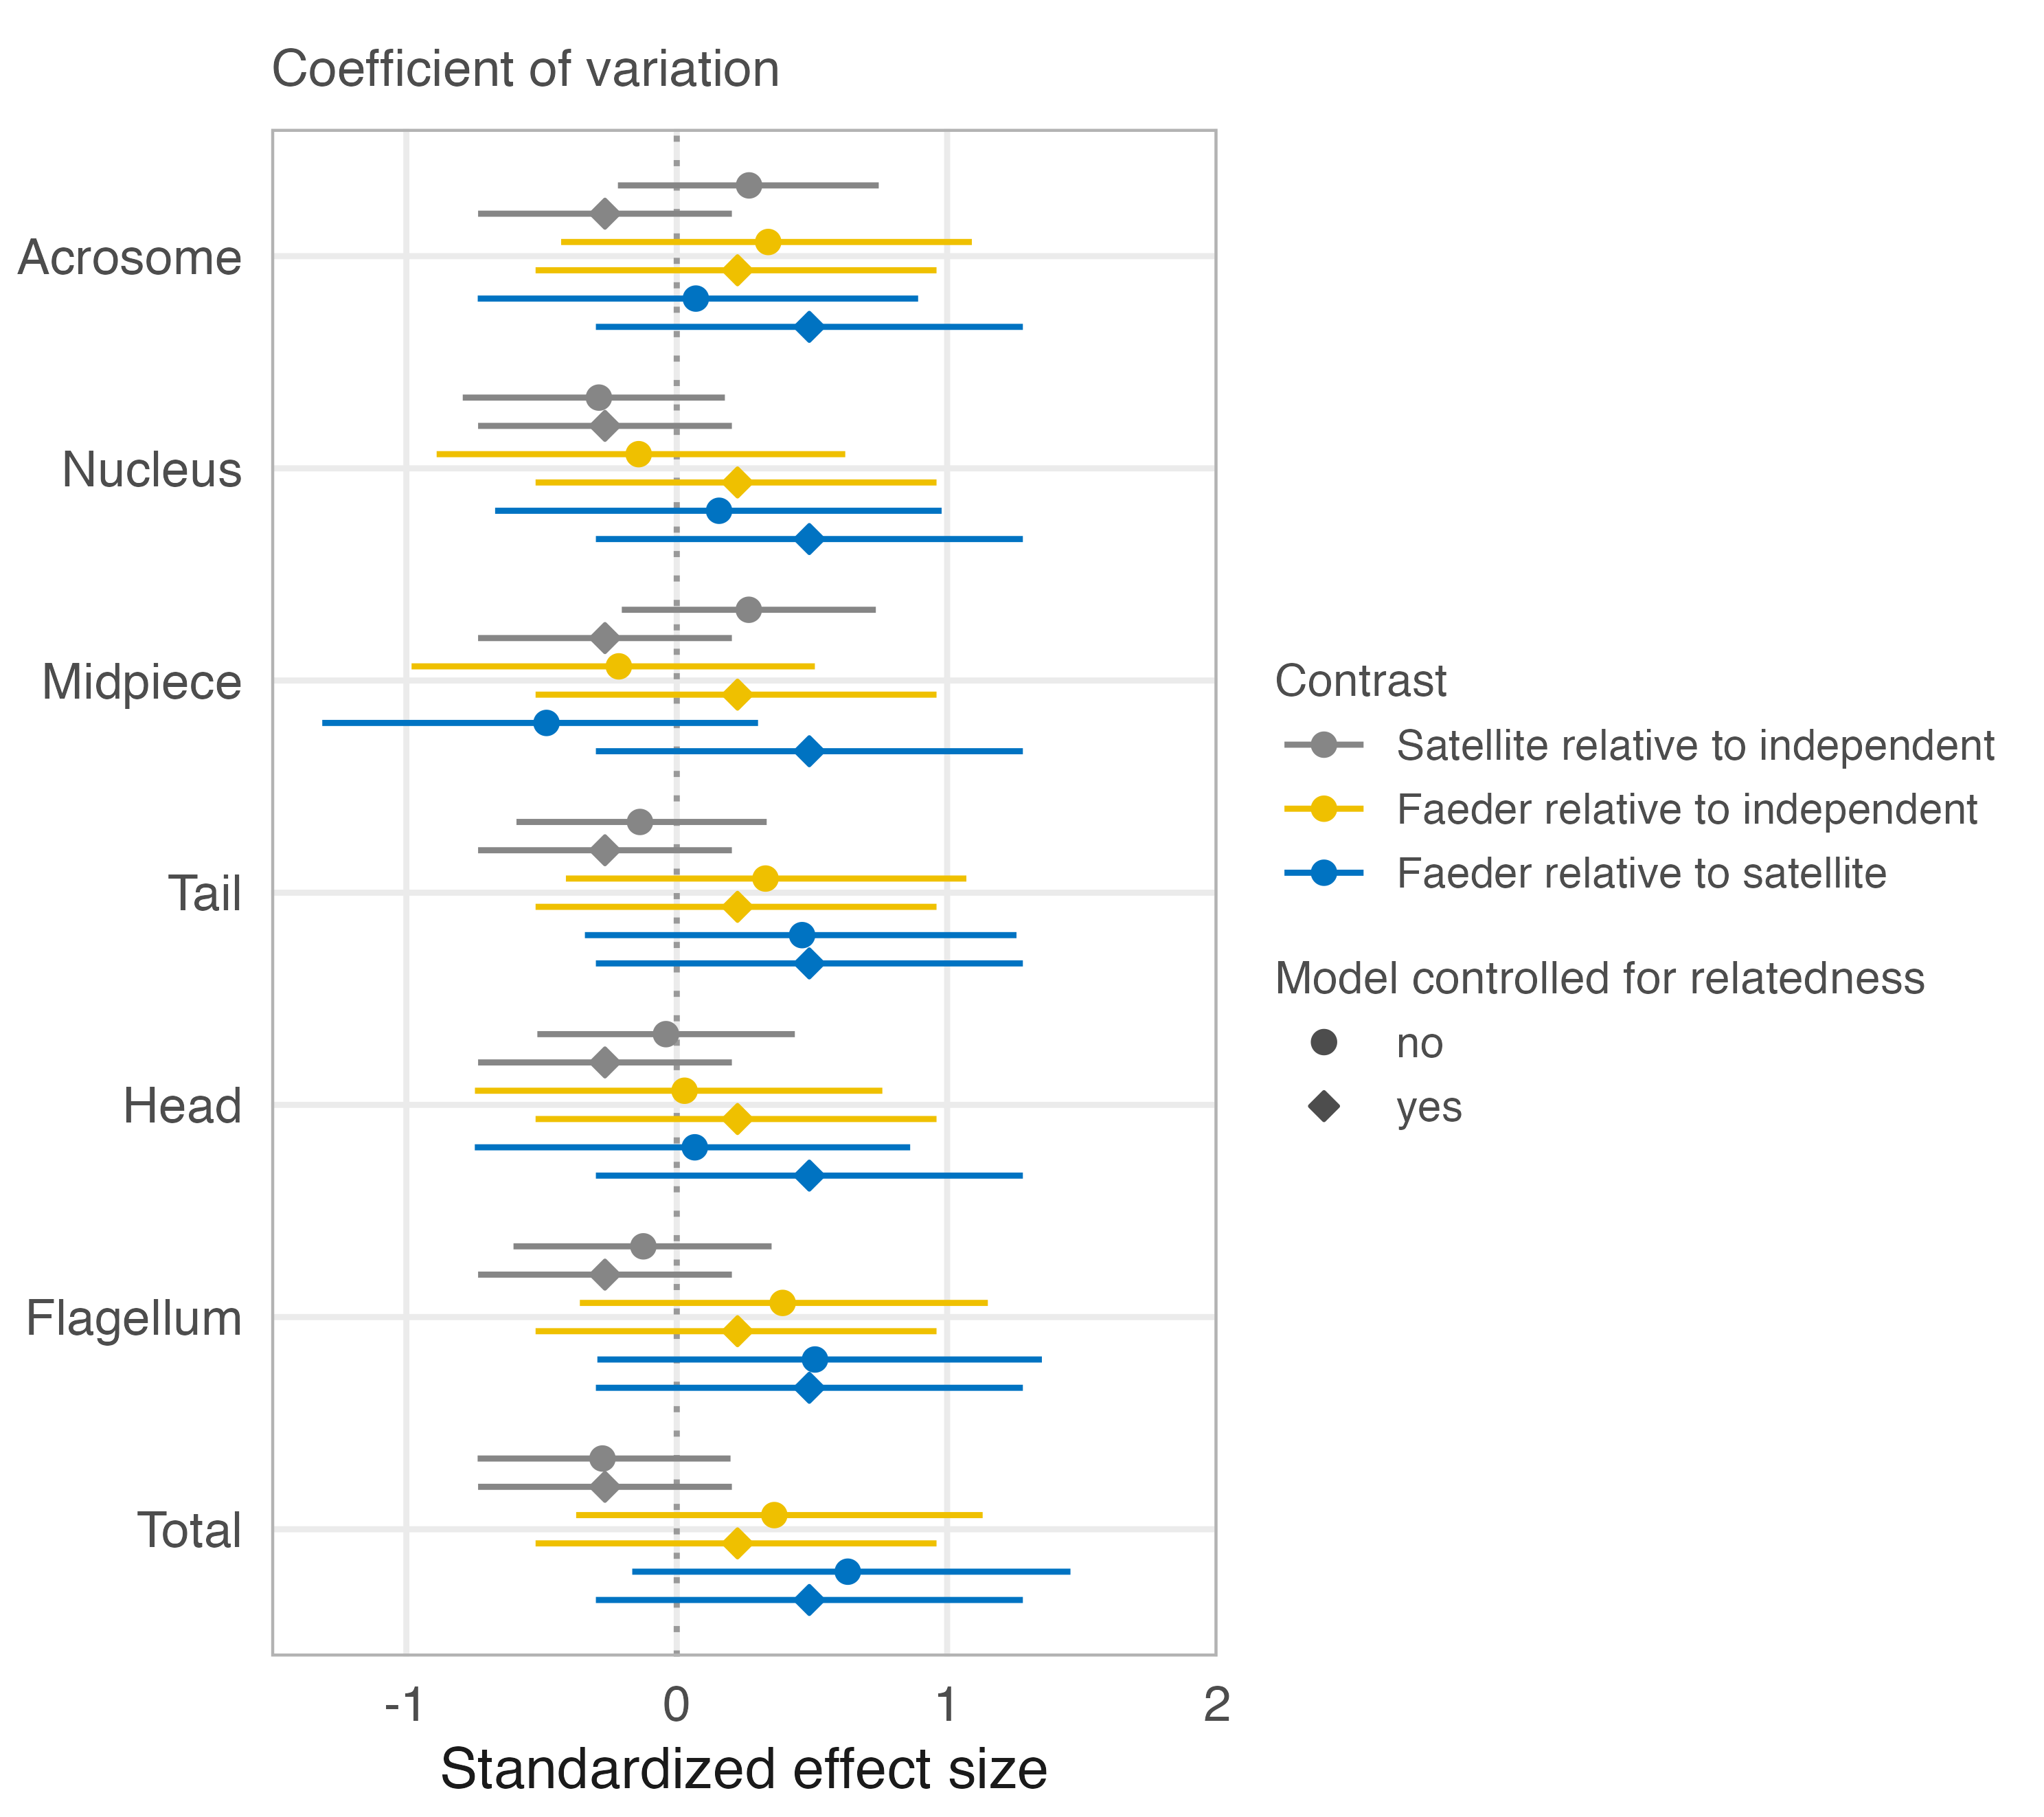 Coefficient of variation
Acrosome
Nucleus
Midpiece
Tail
Head
Flagellum
Total
-1
0
1
2
Standardized effect size
Contrast
Satellite relative to independent
Faeder relative to independent
Faeder relative to satellite
Model controlled for relatedness
no
yes